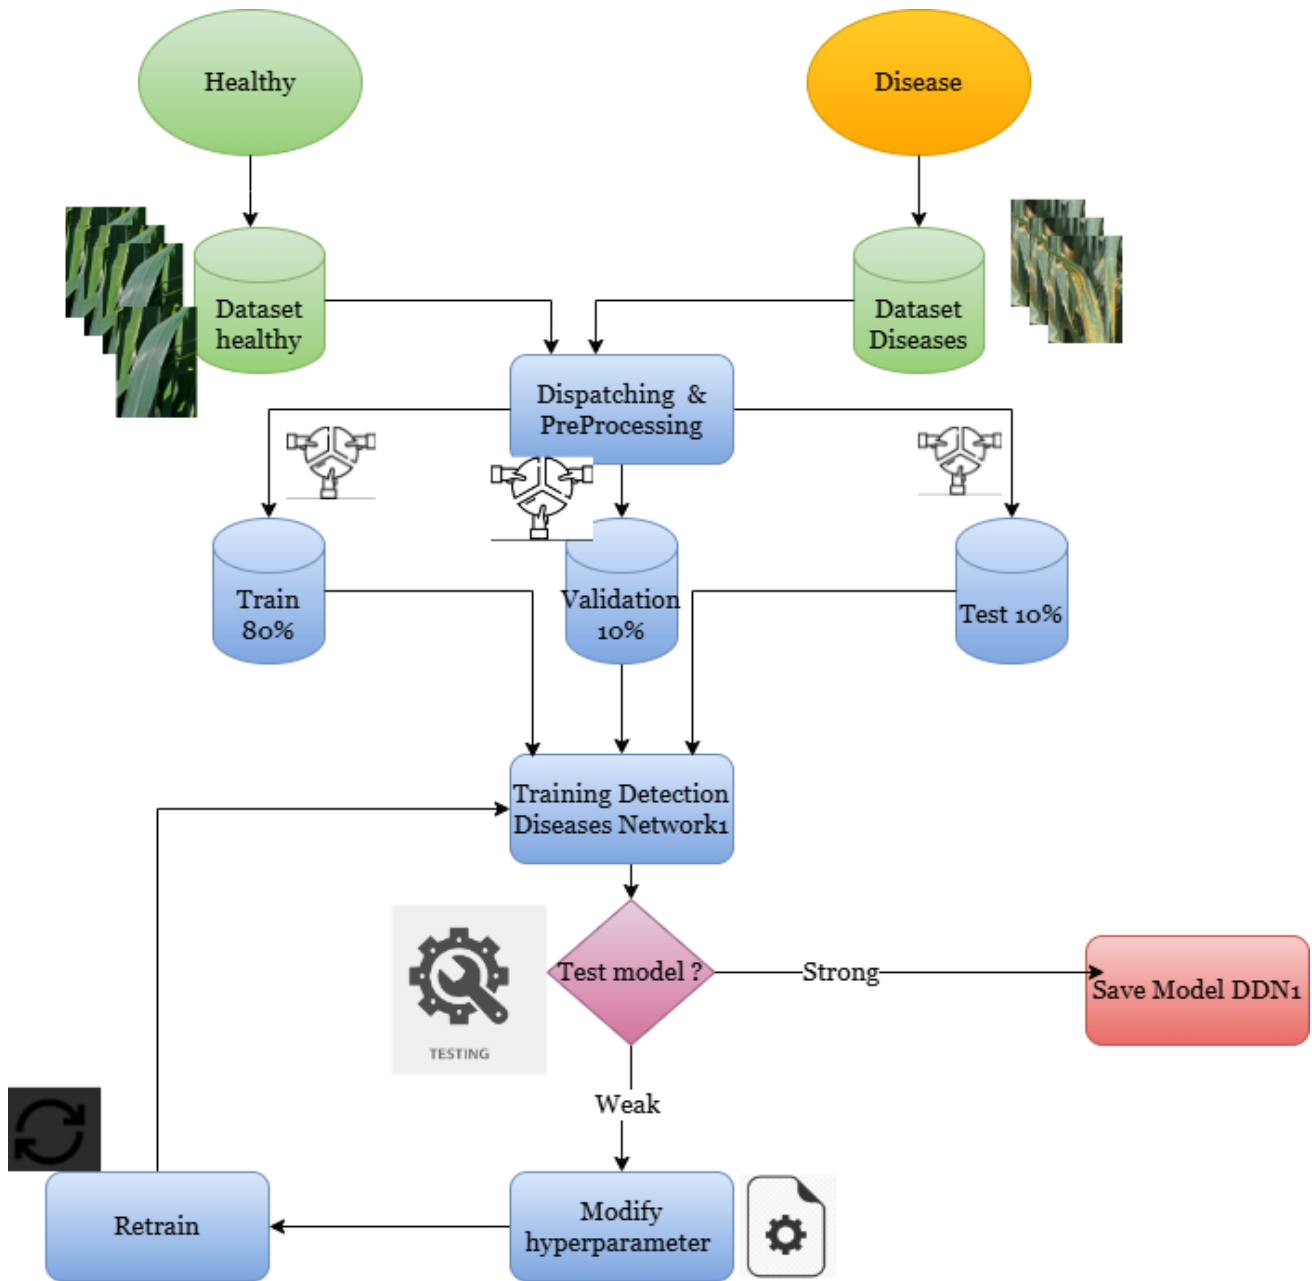 Healthy
Disease
Dataset
healthy
Dataset
Diseases
Dispatching &
PreProcessing
Train
80%
Validation
10%
Test 10%
Training Detection
Diseases Network1
Test model ?
Strong
Save Model DDN1
TESTING
Weak
Retrain
Modify
hyperparameter